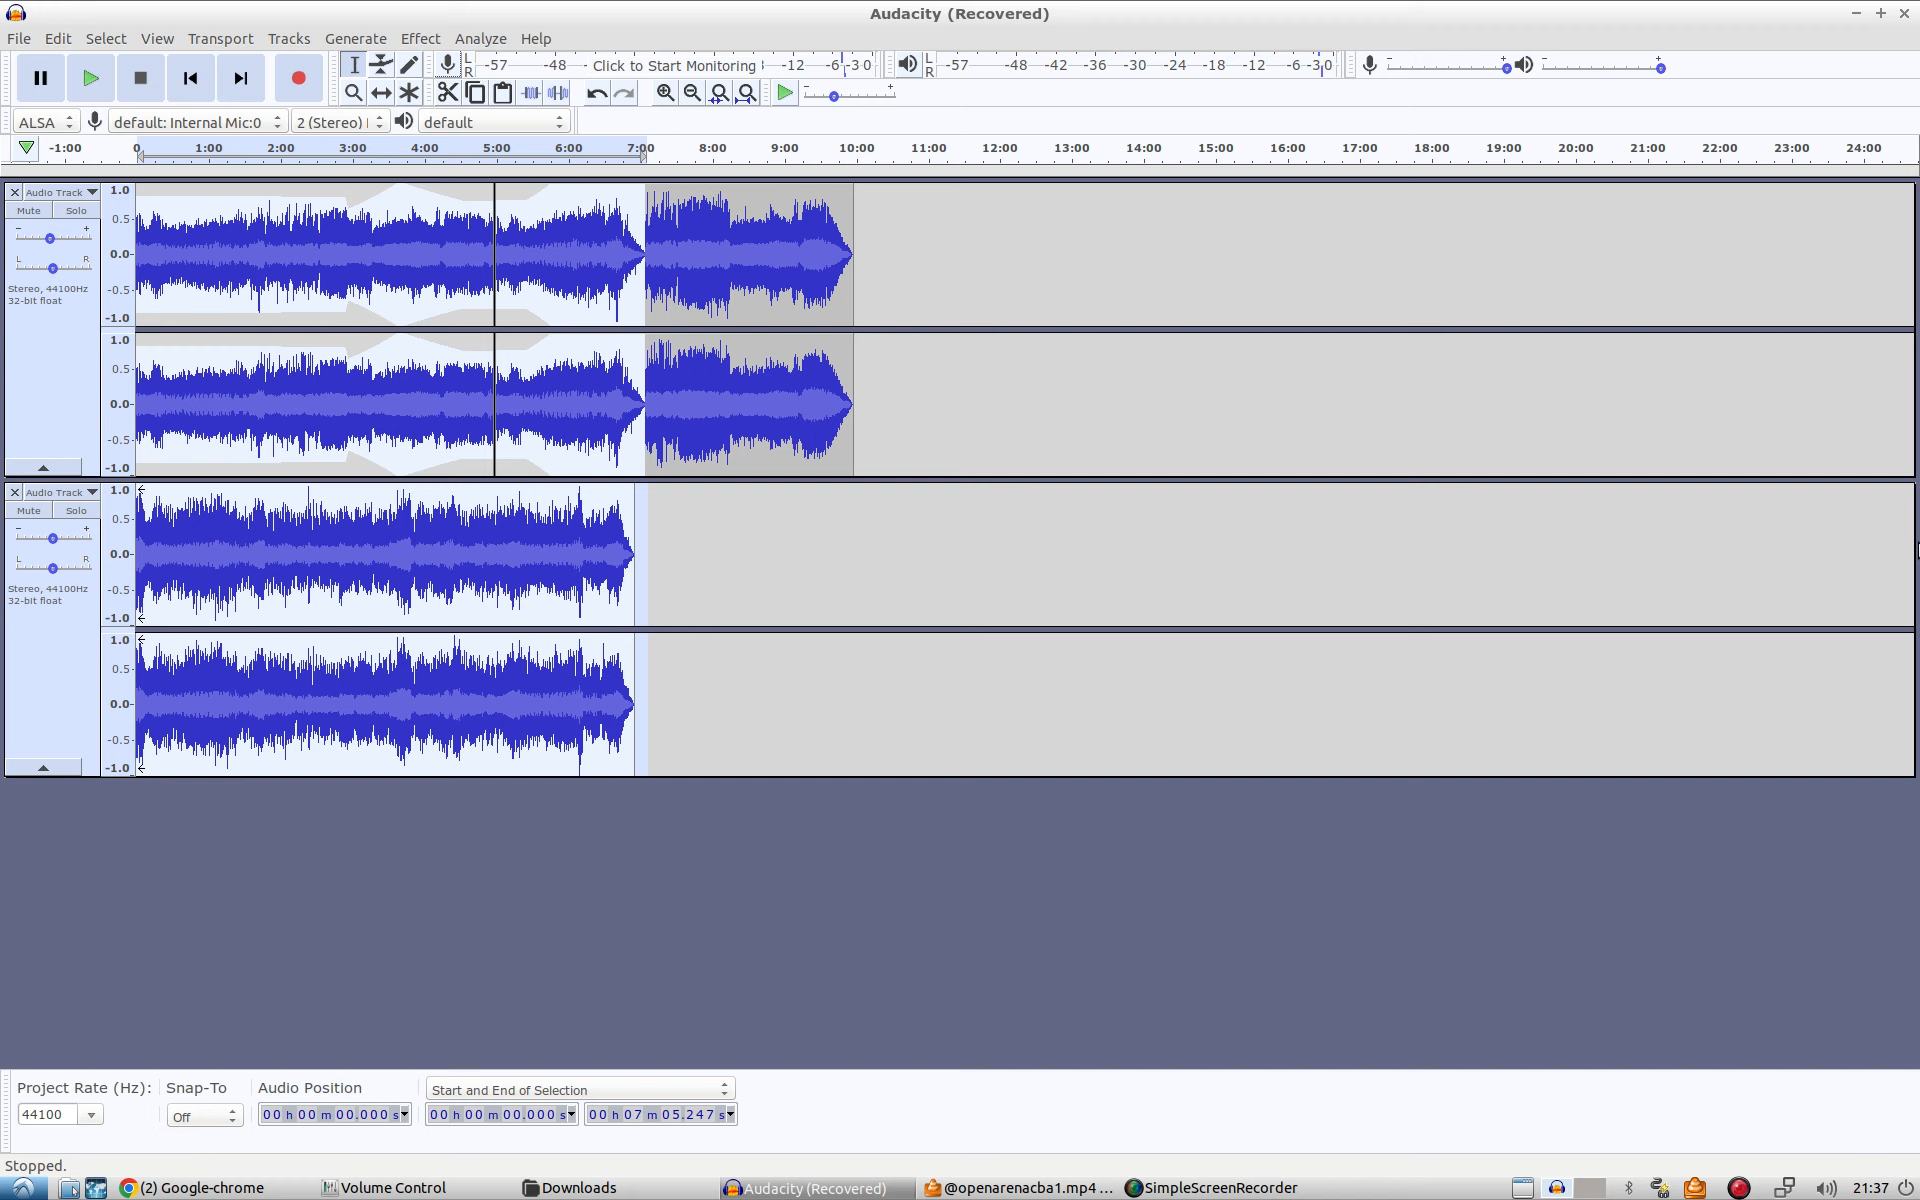 Audacity (Recovered)
File Edit Select View Transport Tracks Generate Effect Analyze Help
L R -57 -48 - Click to Start Monitoring -12 -6 -3 0 L R -57 -48 -42 -36 -30 -24 -18 -12 -6 -3 0
ALSA default: Internal Mic:0 2 (Stereo) default
-1:00 0 1:00 2:00 3:00 4:00 5:00 6:00 7:00 8:00 9:00 10:00 11:00 12:00 13:00 14:00 15:00 16:00 17:00 18:00 19:00 20:00 21:00 22:00 23:00 24:00
Audio Track 1.0
Mute Solo 0.5
- +
L R 0.0
Stereo, 44100Hz -0.5
32-bit float
-1.0
1.0
0.5
0.0
-0.5
-1.0
Audio Track 1.0
Mute Solo 0.5
- +
L R 0.0
Stereo, 44100Hz -0.5
32-bit float
-1.0
1.0
0.5
0.0
-0.5
-1.0
Project Rate (Hz): Snap-To Audio Position Start and End of Selection
44100 Off 00 h 00 m 00.000 s 00 h 00 m 00.000 s 00 h 07 m 05.247 s
Stopped.
(2) Google-chrome Volume Control Downloads Audacity (Recovered) @openarenacba1.mp4 ... SimpleScreenRecorder 21:37